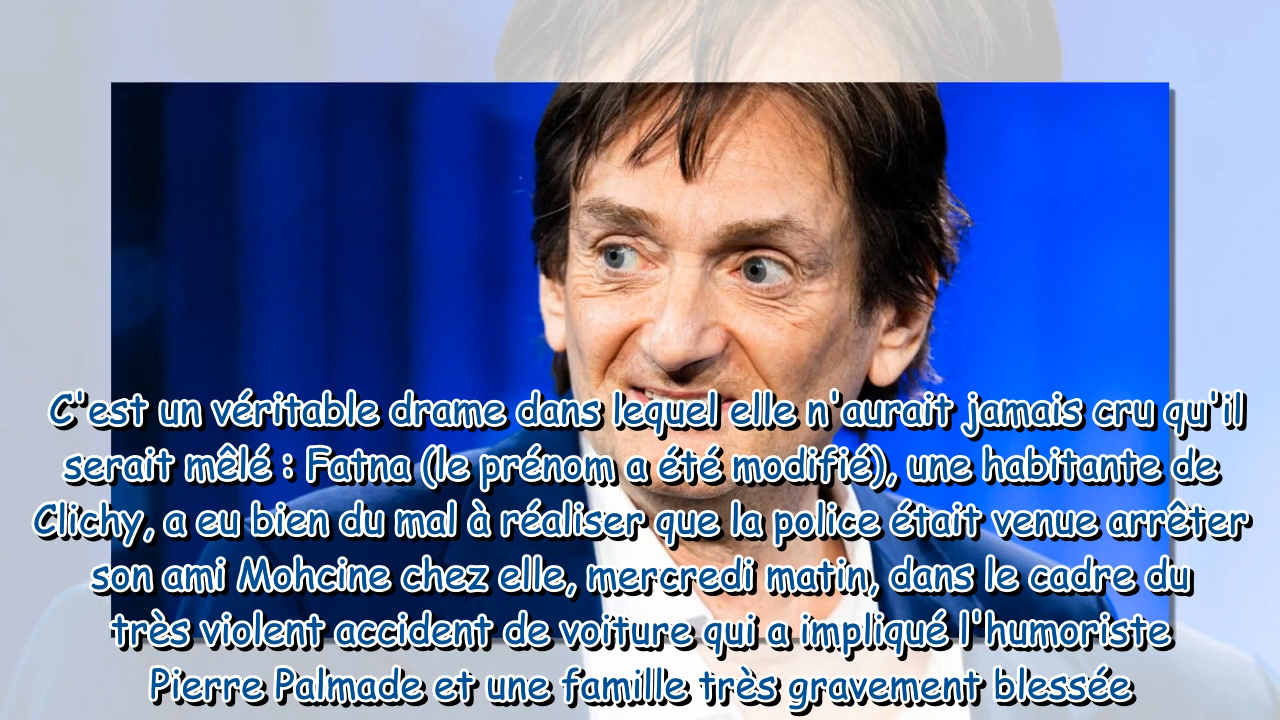 C'est un véritable drame dans lequel elle n'aurait jamais cru qu'il
serait mêlé : Fatna (le prénom a été modifié), une habitante de
Clichy, a eu bien du mal à réaliser que la police était venue arrêter
son ami Mohcine chez elle, mercredi matin, dans le cadre du
très violent accident de voiture qui a impliqué l'humoriste
Pierre Palmade et une famille très gravement blessée